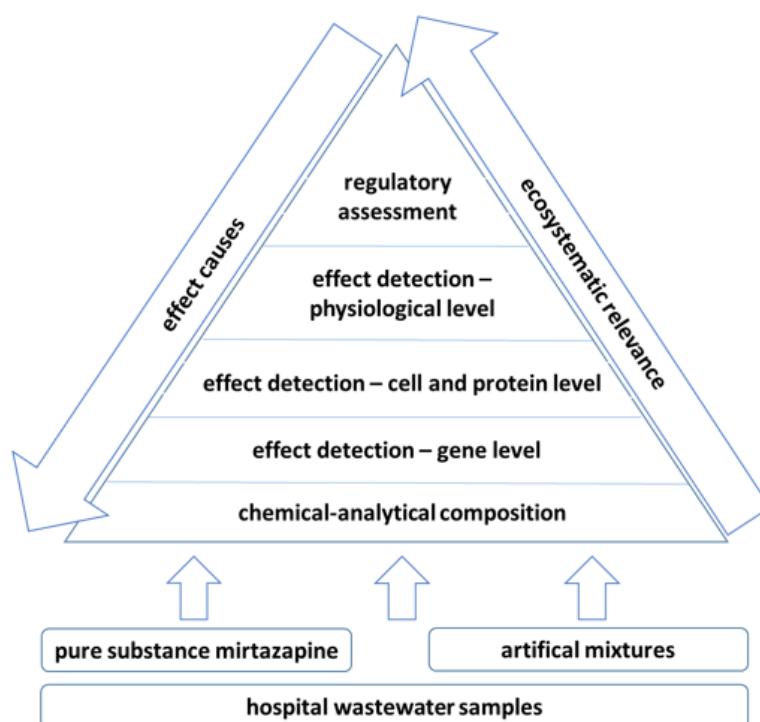 regulatory
assessment
effect causes
ecosystematic relevance
effect detection –
physiological level
effect detection – cell and protein level
effect detection – gene level
chemical-analytical composition
pure substance mirtazapine
artifical mixtures
hospital wastewater samples